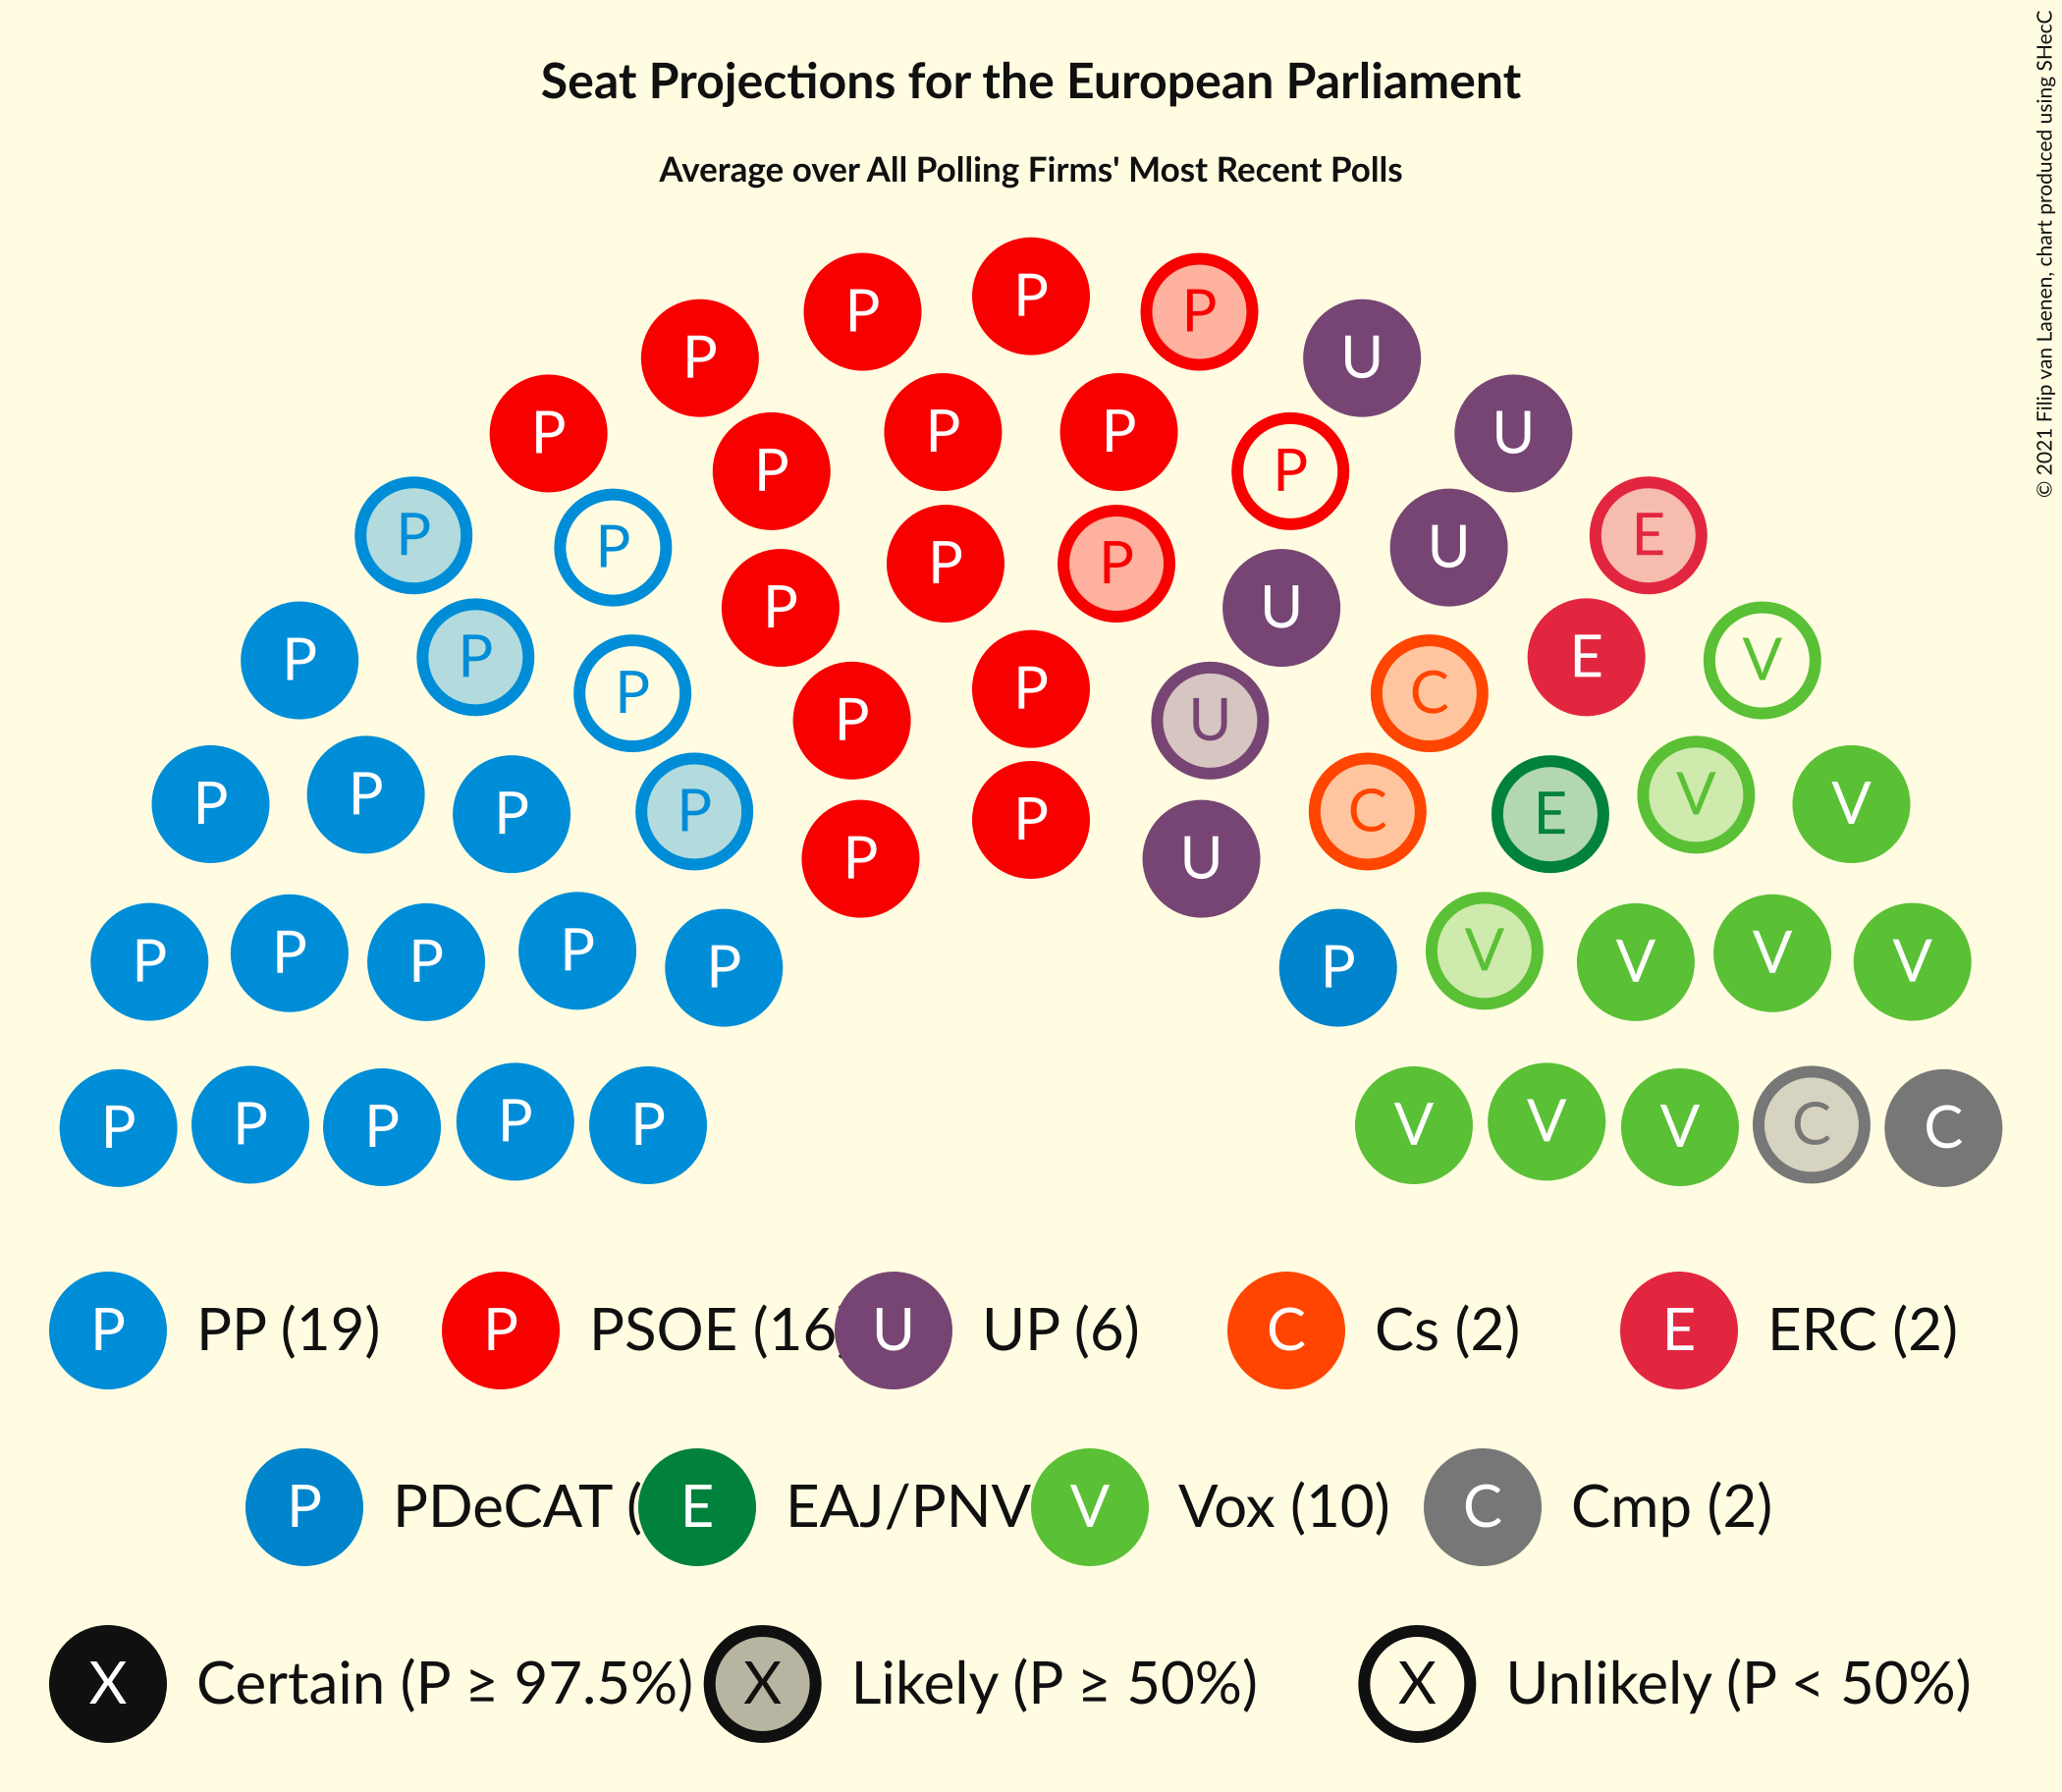 Seat Projections for the European Parliament
Average over All Polling Firms' Most Recent Polls
© 2021 Filip van Laenen, chart produced using SHecC
P
P P
P U
P P P U
P P
P P U E
P P
P U
P P E V
P P C
P U
P P P P P C E V V
P U
P P P P P P V V V V
P P P P P V V V C C
P PP (19) P PSOE (16 U UP (6) C Cs (2) E ERC (2)
P PDeCAT ( E EAJ/PNV V Vox (10) C Cmp (2)
X Certain (P ≥ 97.5%) X Likely (P ≥ 50%) X Unlikely (P < 50%)